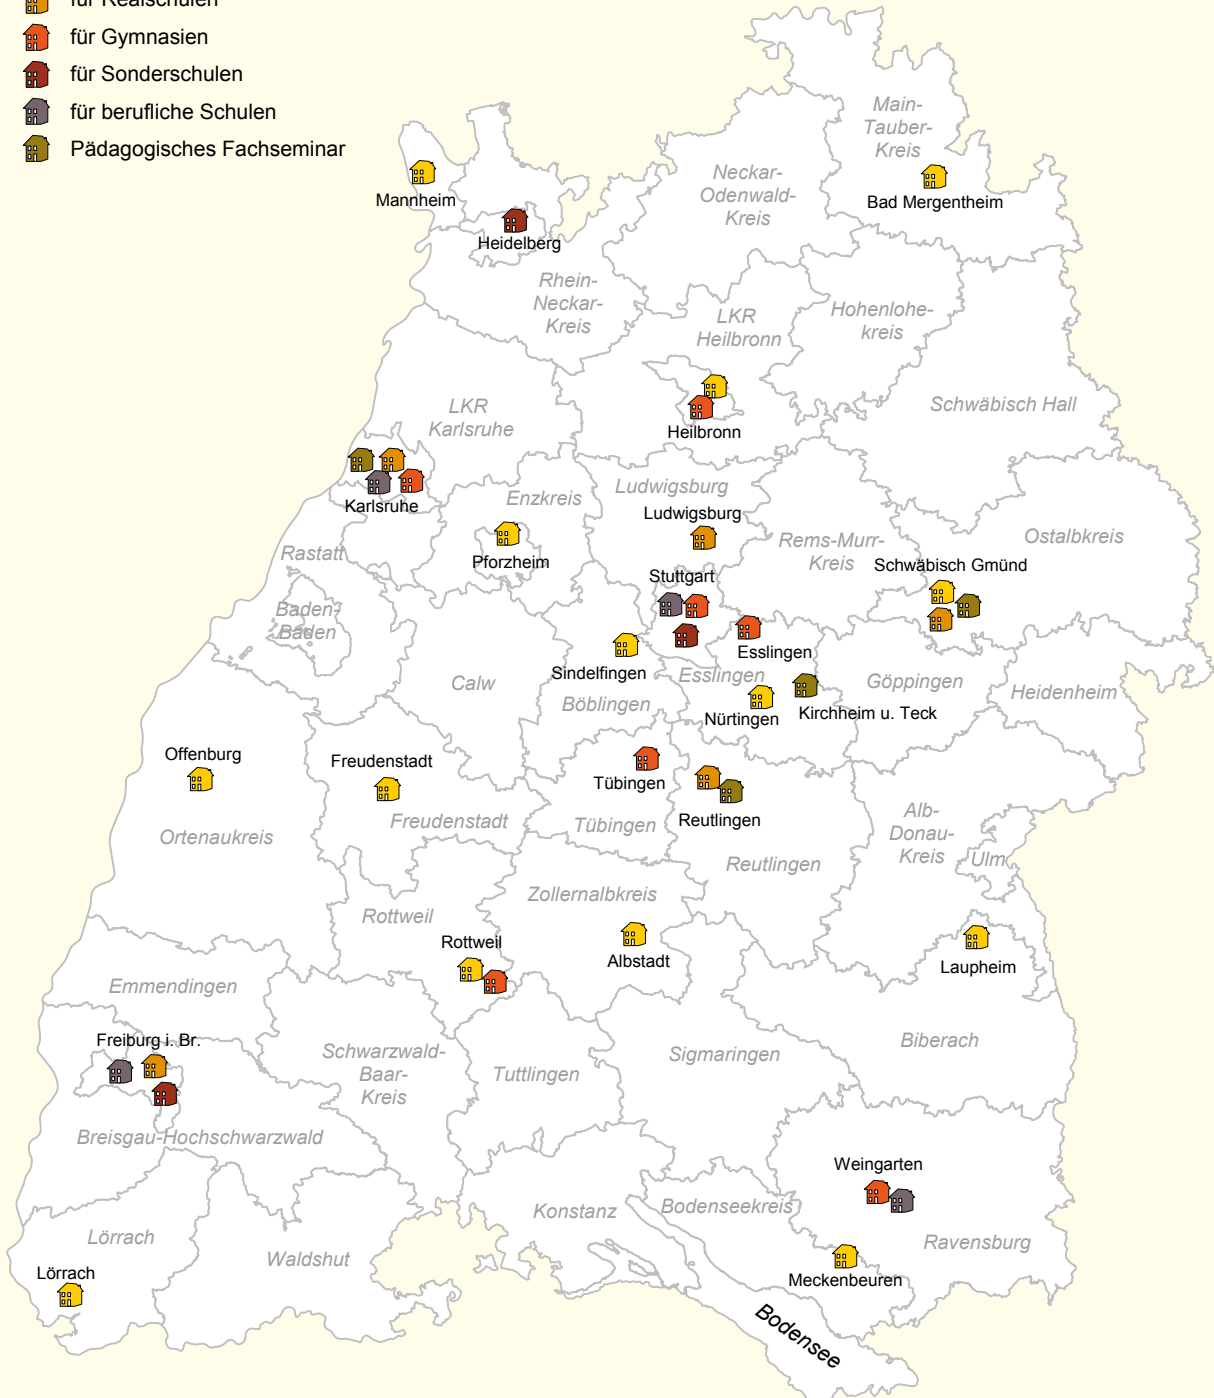 für Realschulen
für Gymnasien
für Sonderschulen
für berufliche Schulen
Pädagogisches Fachseminar
Main-
Tauber-
Kreis
Bad Mergentheim
Neckar-
Odenwald-
Kreis
Mannheim
Heidelberg
Rhein-
Neckar-
Kreis
LKR
Heilbronn
Hohenlohe-
kreis
Schwäbisch Hall
Heilbronn
LKR
Karlsruhe
Karlsruhe
Enzkreis
Pforzheim
Ludwigsburg
Ludwigsburg
Rems-Murr-
Kreis
Ostalbkreis
Schwäbisch Gmünd
Rastatt
Baden-
Baden
Stuttgart
Esslingen
Sindelfingen
Esslingen
Calw
Böblingen
Nürtingen
Kirchheim u. Teck
Göppingen
Heidenheim
Offenburg
Freudenstadt
Tübingen
Reutlingen
Ortenaukreis
Freudenstadt
Tübingen
Reutlingen
Alb-
Donau-
Kreis
Ulm
Zollernalbkreis
Rottweil
Rottweil
Albstadt
Laupheim
Emmendingen
Freiburg i. Br.
Schwarzwald-
Baar-
Kreis
Tuttlingen
Sigmaringen
Biberach
Breisgau-Hochschwarzwald
Weingarten
Konstanz
Bodenseekreis
Ravensburg
Lörrach
Waldshut
Lörrach
Meckenbeuren
Bodensee